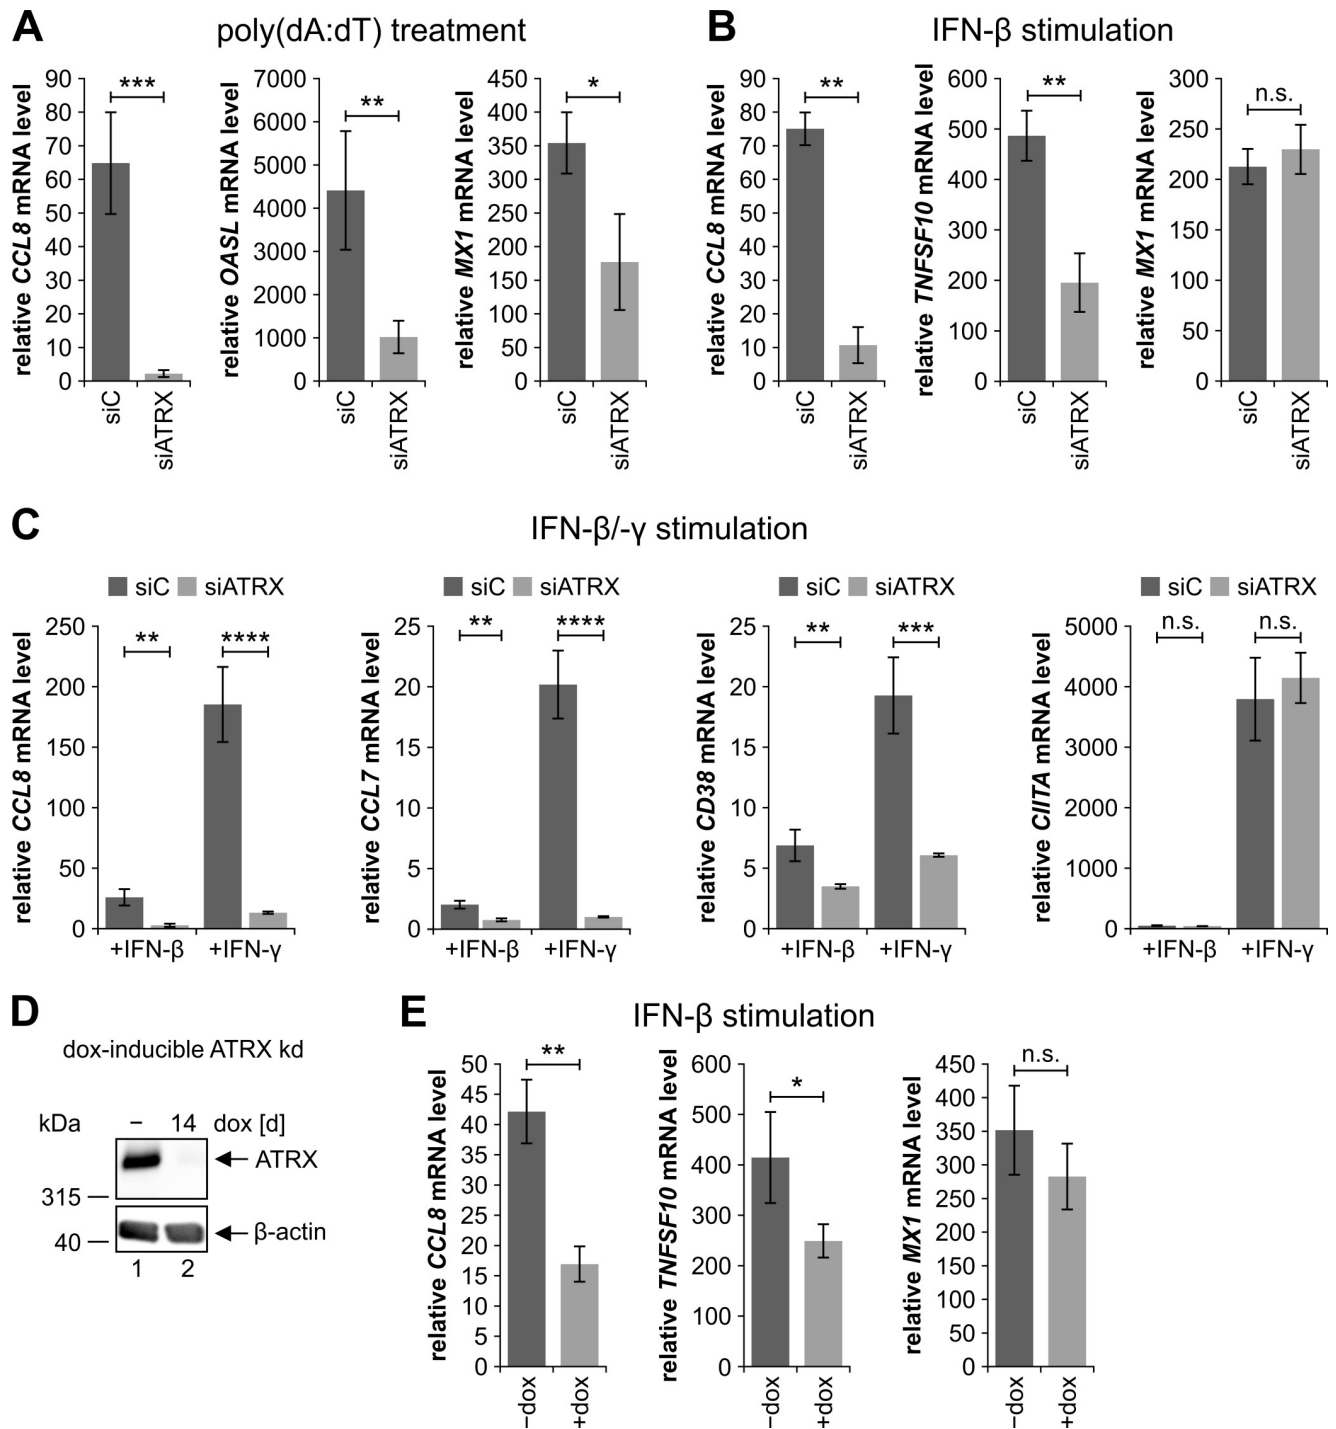 A
poly(dA:dT) treatment
relative CCL8 mRNA level
90
80
70
60
50
40
30
20
10
0
***
siC
siATRX
relative OASL mRNA level
7000
6000
5000
4000
3000
2000
1000
0
**
siC
siATRX
relative MX1 mRNA level
450
400
350
300
250
200
150
100
50
0
*
siC
siATRX
B
IFN-β stimulation
relative CCL8 mRNA level
90
80
70
60
50
40
30
20
10
0
**
siC
siATRX
relative TNFSF10 mRNA level
600
500
400
300
200
100
0
**
siC
siATRX
relative MX1 mRNA level
300
250
200
150
100
50
0
n.s.
siC
siATRX
C
IFN-β/-γ stimulation
siC siATRX
relative CCL8 mRNA level
250
200
150
100
50
0
** ****
+IFN-β +IFN-γ
siC siATRX
relative CCL7 mRNA level
25
20
15
10
5
0
** ****
+IFN-β +IFN-γ
siC siATRX
relative CD38 mRNA level
25
20
15
10
5
0
** ***
+IFN-β +IFN-γ
siC siATRX
relative CIITA mRNA level
5000
4000
3000
2000
1000
0
n.s. n.s.
+IFN-β +IFN-γ
D
dox-inducible ATRX kd
kDa – 14 dox [d]
ATRX
315
β-actin
40
1 2
E
IFN-β stimulation
relative CCL8 mRNA level
50
45
40
35
30
25
20
15
10
5
0
**
–dox
+dox
relative TNFSF10 mRNA level
600
500
400
300
200
100
0
*
–dox
+dox
relative MX1 mRNA level
450
400
350
300
250
200
150
100
50
0
n.s.
–dox
+dox